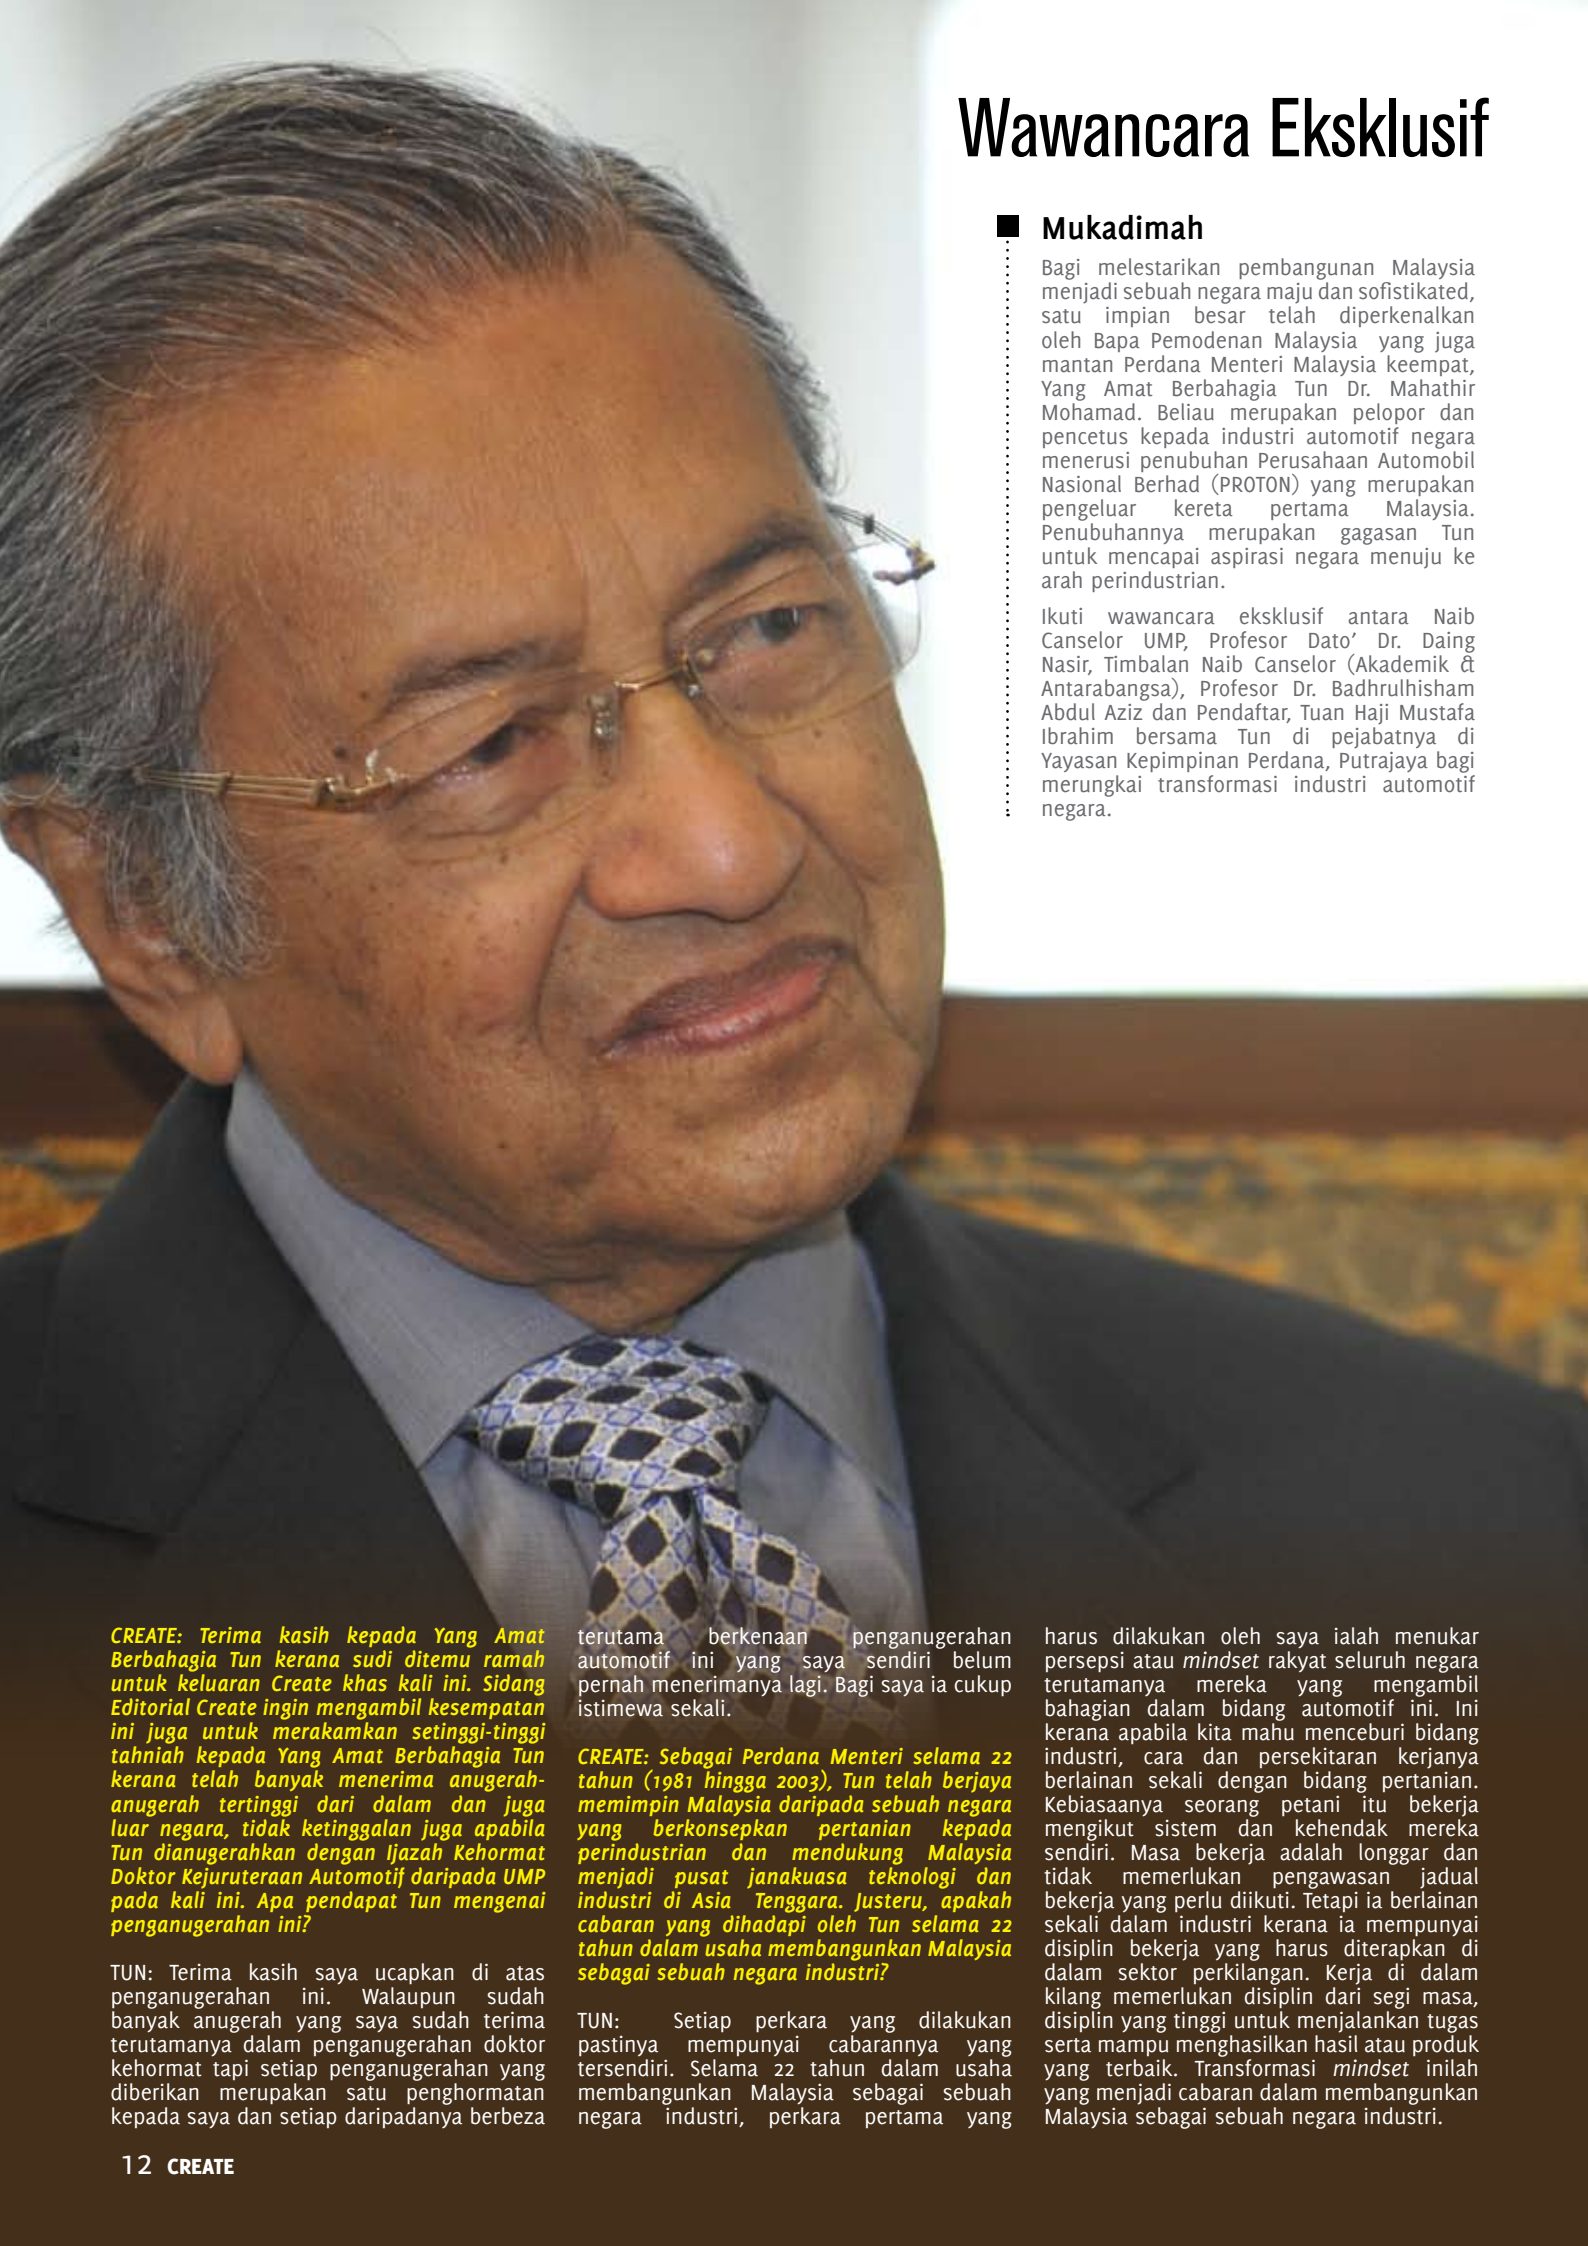 Wawancara Eksklusif
Mukadimah
Bagi melestarikan pembangunan Malaysia
menjadi sebuah negara maju dan sofistikated,
satu impian besar telah diperkenalkan
oleh Bapa Pemodenan Malaysia yang juga
mantan Perdana Menteri Malaysia keempat,
Yang Amat Berbahagia Tun Dr. Mahathir
Mohamad. Beliau merupakan pelopor dan
pencetus kepada industri automotif negara
menerusi penubuhan Perusahaan Automobil
Nasional Berhad (PROTON) yang merupakan
pengeluar kereta pertama Malaysia.
Penubuhannya merupakan gagasan Tun
untuk mencapai aspirasi negara menuju ke
arah perindustrian.
Ikuti wawancara eksklusif antara Naib
Canselor UMP, Profesor Dato’ Dr. Daing
Nasir, Timbalan Naib Canselor (Akademik &
Antarabangsa), Profesor Dr. Badhrulhisham
Abdul Aziz dan Pendaftar, Tuan Haji Mustafa
Ibrahim bersama Tun di pejabatnya di
Yayasan Kepimpinan Perdana, Putrajaya bagi
merungkai transformasi industri automotif
negara.
CREATE: Terima kasih kepada Yang Amat
Berbahagia Tun kerana sudi ditemu ramah
untuk keluaran Create khas kali ini. Sidang
Editorial Create ingin mengambil kesempatan
ini juga untuk merakamkan setinggi-tinggi
tahniah kepada Yang Amat Berbahagia Tun
kerana telah banyak menerima anugerah-
anugerah tertinggi dari dalam dan juga
luar negara, tidak ketinggalan juga apabila
Tun dianugerahkan dengan Ijazah Kehormat
Doktor Kejuruteraan Automotif daripada UMP
pada kali ini. Apa pendapat Tun mengenai
penganugerahan ini?
TUN: Terima kasih saya ucapkan di atas
penganugerahan ini. Walaupun sudah
banyak anugerah yang saya sudah terima
terutamanya dalam penganugerahan doktor
kehormat tapi setiap penganugerahan yang
diberikan merupakan satu penghormatan
kepada saya dan setiap daripadanya berbeza
terutama berkenaan penganugerahan
automotif ini yang saya sendiri belum
pernah menerimanya lagi. Bagi saya ia cukup
istimewa sekali.
CREATE: Sebagai Perdana Menteri selama 22
tahun (1981 hingga 2003), Tun telah berjaya
memimpin Malaysia daripada sebuah negara
yang berkonsepkan pertanian kepada
perindustrian dan mendukung Malaysia
menjadi pusat janakuasa teknologi dan
industri di Asia Tenggara. Justeru, apakah
cabaran yang dihadapi oleh Tun selama 22
tahun dalam usaha membangunkan Malaysia
sebagai sebuah negara industri?
TUN: Setiap perkara yang dilakukan
pastinya mempunyai cabarannya yang
tersendiri. Selama 22 tahun dalam usaha
membangunkan Malaysia sebagai sebuah
negara industri, perkara pertama yang
harus dilakukan oleh saya ialah menukar
persepsi atau mindset rakyat seluruh negara
terutamanya mereka yang mengambil
bahagian dalam bidang automotif ini. Ini
kerana apabila kita mahu menceburi bidang
industri, cara dan persekitaran kerjanya
berlainan sekali dengan bidang pertanian.
Kebiasaanya seorang petani itu bekerja
mengikut sistem dan kehendak mereka
sendiri. Masa bekerja adalah longgar dan
tidak memerlukan pengawasan jadual
bekerja yang perlu diikuti. Tetapi ia berlainan
sekali dalam industri kerana ia mempunyai
disiplin bekerja yang harus diterapkan di
dalam sektor perkilangan. Kerja di dalam
kilang memerlukan disiplin dari segi masa,
disiplin yang tinggi untuk menjalankan tugas
serta mampu menghasilkan hasil atau produk
yang terbaik. Transformasi mindset inilah
yang menjadi cabaran dalam membangunkan
Malaysia sebagai sebuah negara industri.
12 CREATE